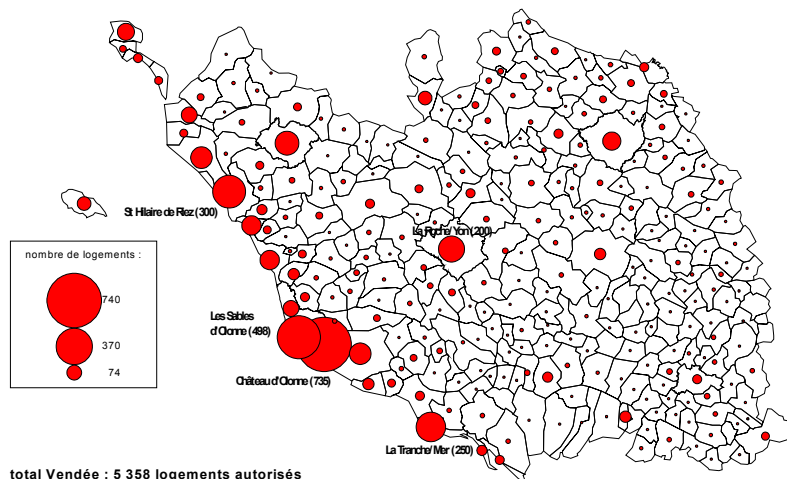 St Hilaire de Riez (300)
La Roche/Yon (200)
nombre de logements :
740
370
74
Les Sables
d'Olonne (498)
Château d'Olonne (735)
La Tranche/Mer (250)
total Vendée : 5 358 logements autorisés